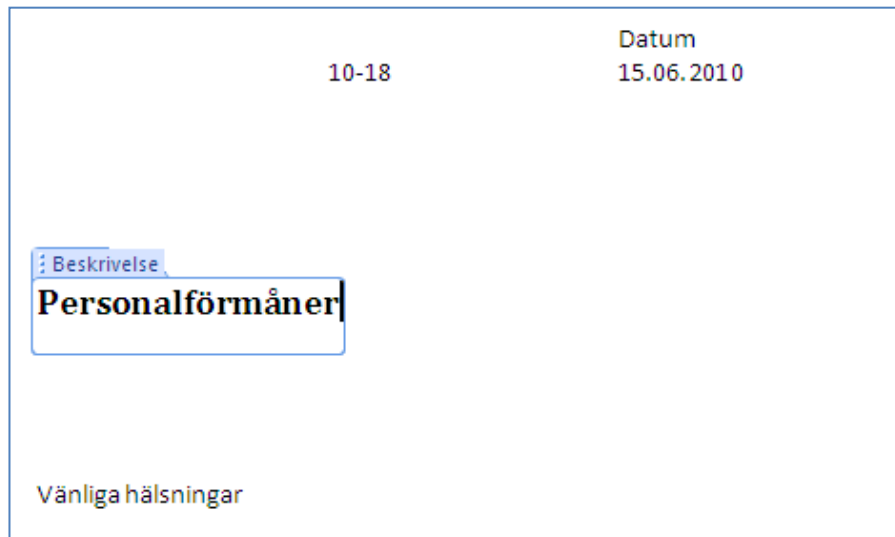 Datum
10-18 15.06.2010
Beskrivelse
Personalförmåner
Vänliga hälsningar